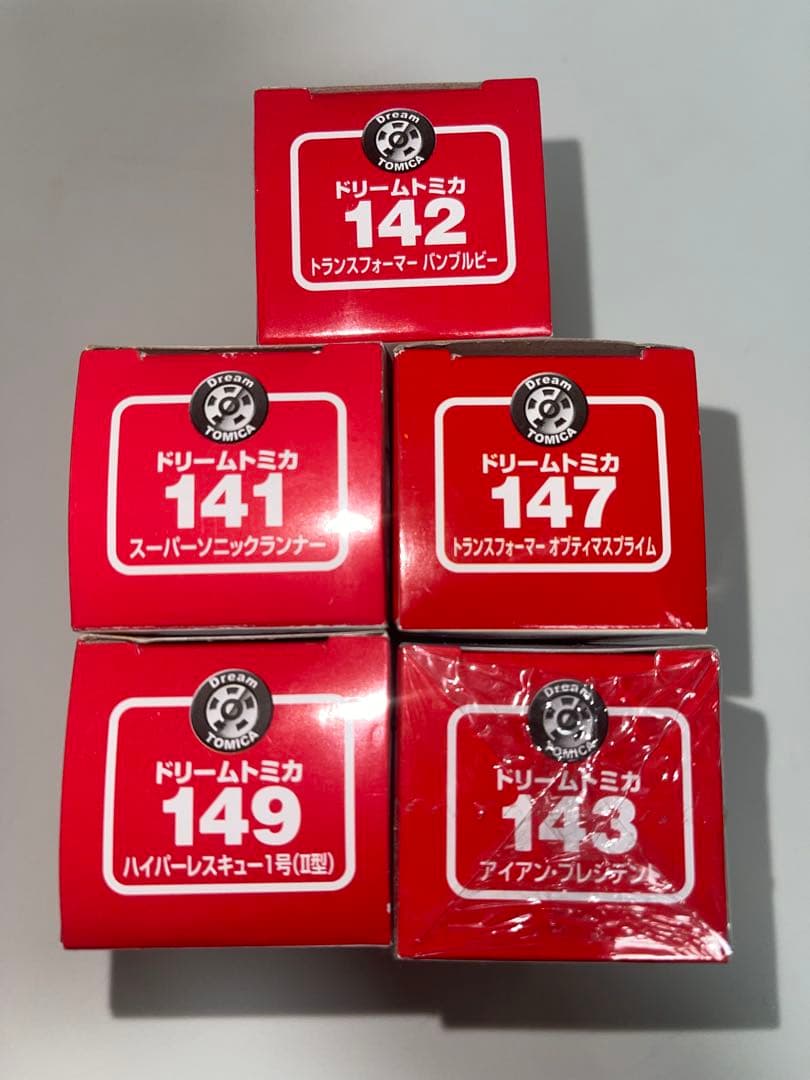 Dream
TOMICA
ドリームトミカ
142
トランスフォーマー バンブルビー
Dream
TOMICA
ドリームトミカ
141
スーパーソニックランナー
Dream
TOMICA
ドリームトミカ
147
トランスフォーマー オプティマスプライム
Dream
TOMICA
ドリームトミカ
149
ハイパーレスキュー1号(Ⅱ型)
Dream
TOMICA
ドリームトミカ
143
アイアン・プレジデント